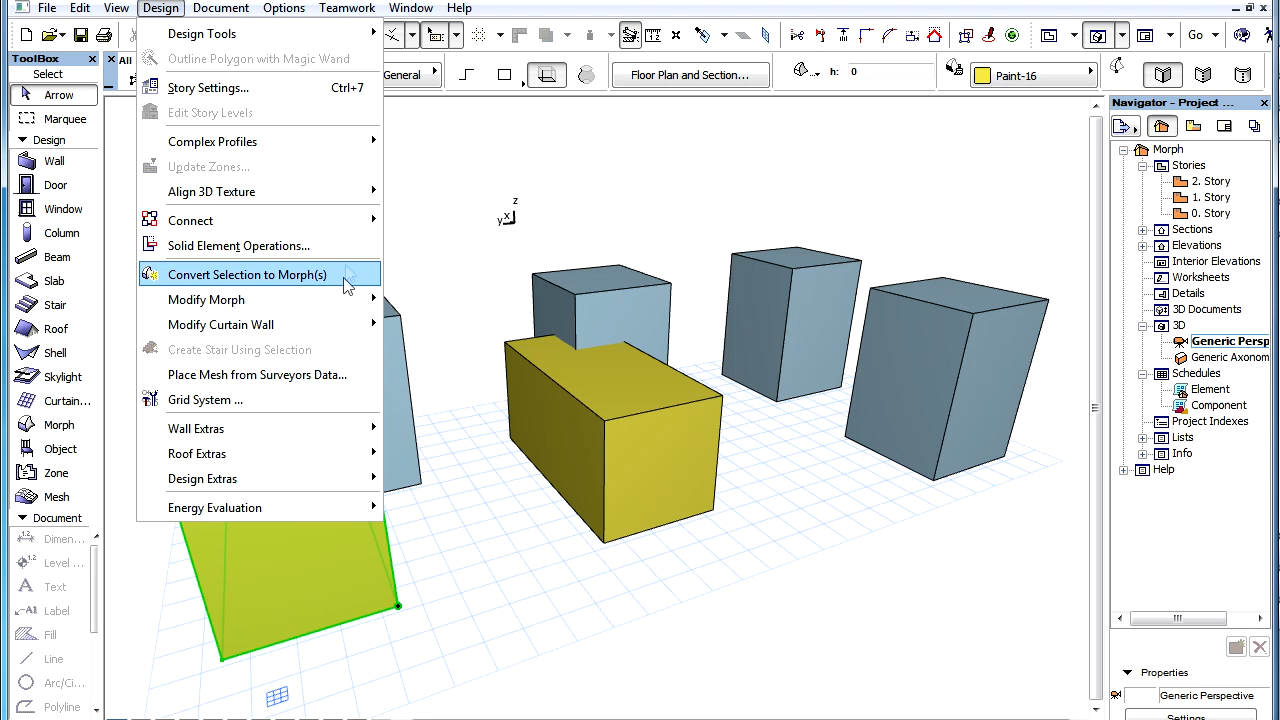 File Edit View Design Document Options Teamwork Window Help
Go
ToolBox
Select
Arrow
Marquee
Design
Wall
Door
Window
Column
Beam
Slab
Stair
Roof
Shell
Skylight
Curtain...
Morph
Object
Zone
Mesh
Document
Dimen...
Level ...
Text
Label
Fill
Line
Arc/Ci...
Polyline
All
General
Floor Plan and Section...
h:
0
Paint-16
Design Tools
Outline Polygon with Magic Wand
Story Settings... Ctrl+7
Edit Story Levels
Complex Profiles
Update Zones...
Align 3D Texture
Connect
Solid Element Operations...
Convert Selection to Morph(s)
Modify Morph
Modify Curtain Wall
Create Stair Using Selection
Place Mesh from Surveyors Data...
Grid System ...
Wall Extras
Roof Extras
Design Extras
Energy Evaluation
z
y x
Navigator - Project ...
Morph
Stories
2. Story
1. Story
0. Story
Sections
Elevations
Interior Elevations
Worksheets
Details
3D Documents
3D
Generic Persp
Generic Axonom
Schedules
Element
Component
Project Indexes
Lists
Info
Help
Properties
Generic Perspective
Settings...